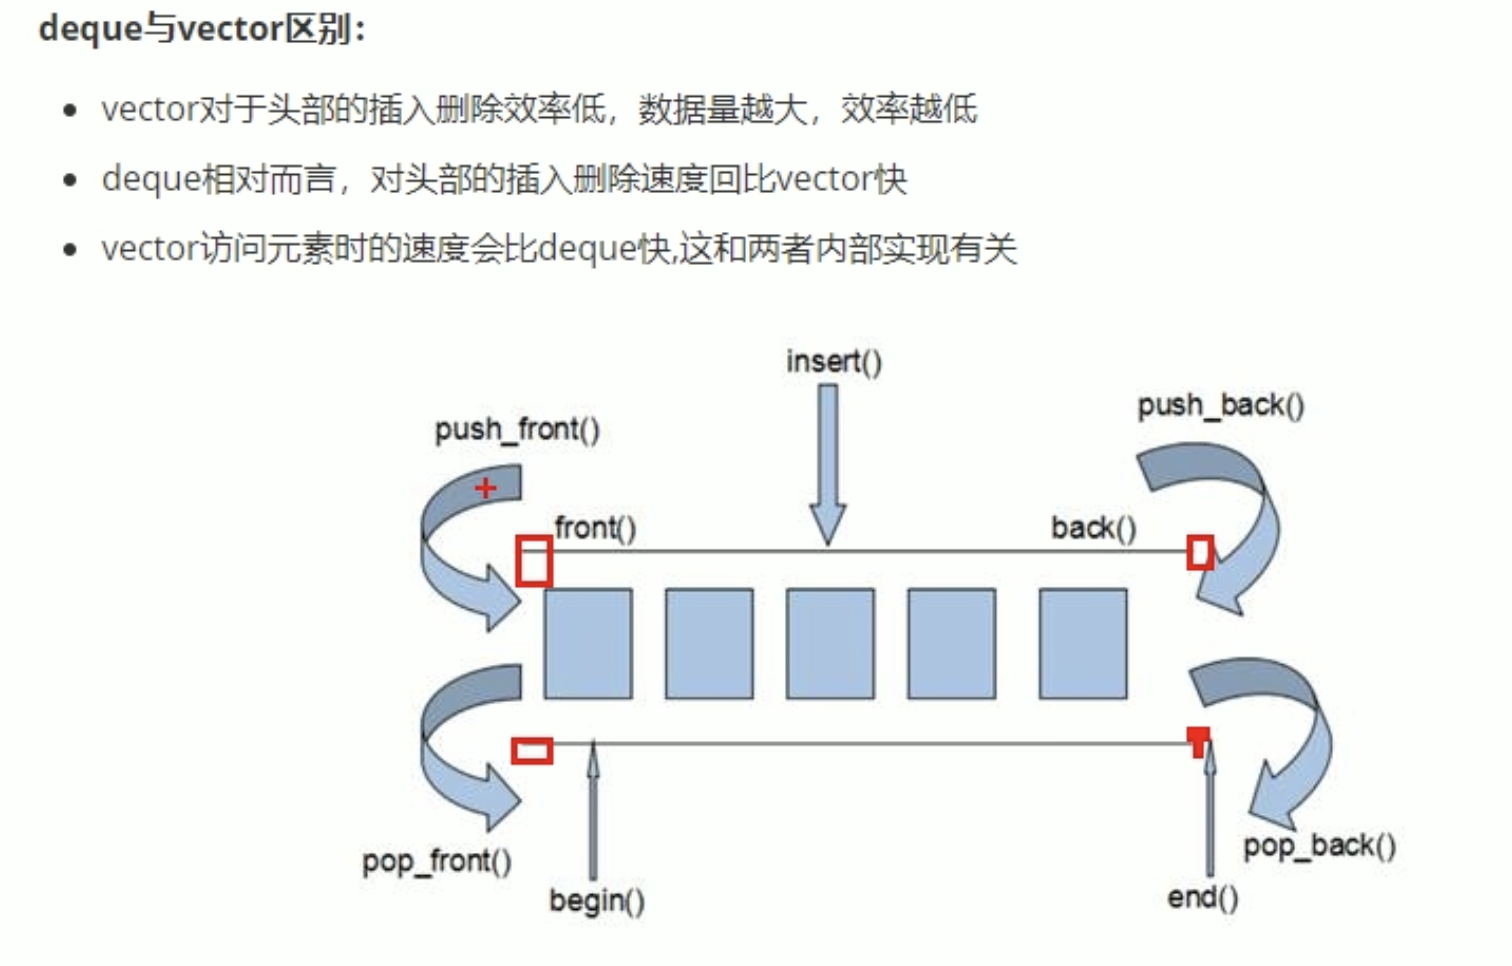 deque与vector区别：
vector对于头部的插入删除效率低，数据量越大，效率越低
deque相对而言，对头部的插入删除速度回比vector快
vector访问元素时的速度会比deque快,这和两者内部实现有关
insert()
push_back()
push_front()
front()
back()
pop_front()
pop_back()
begin()
end()